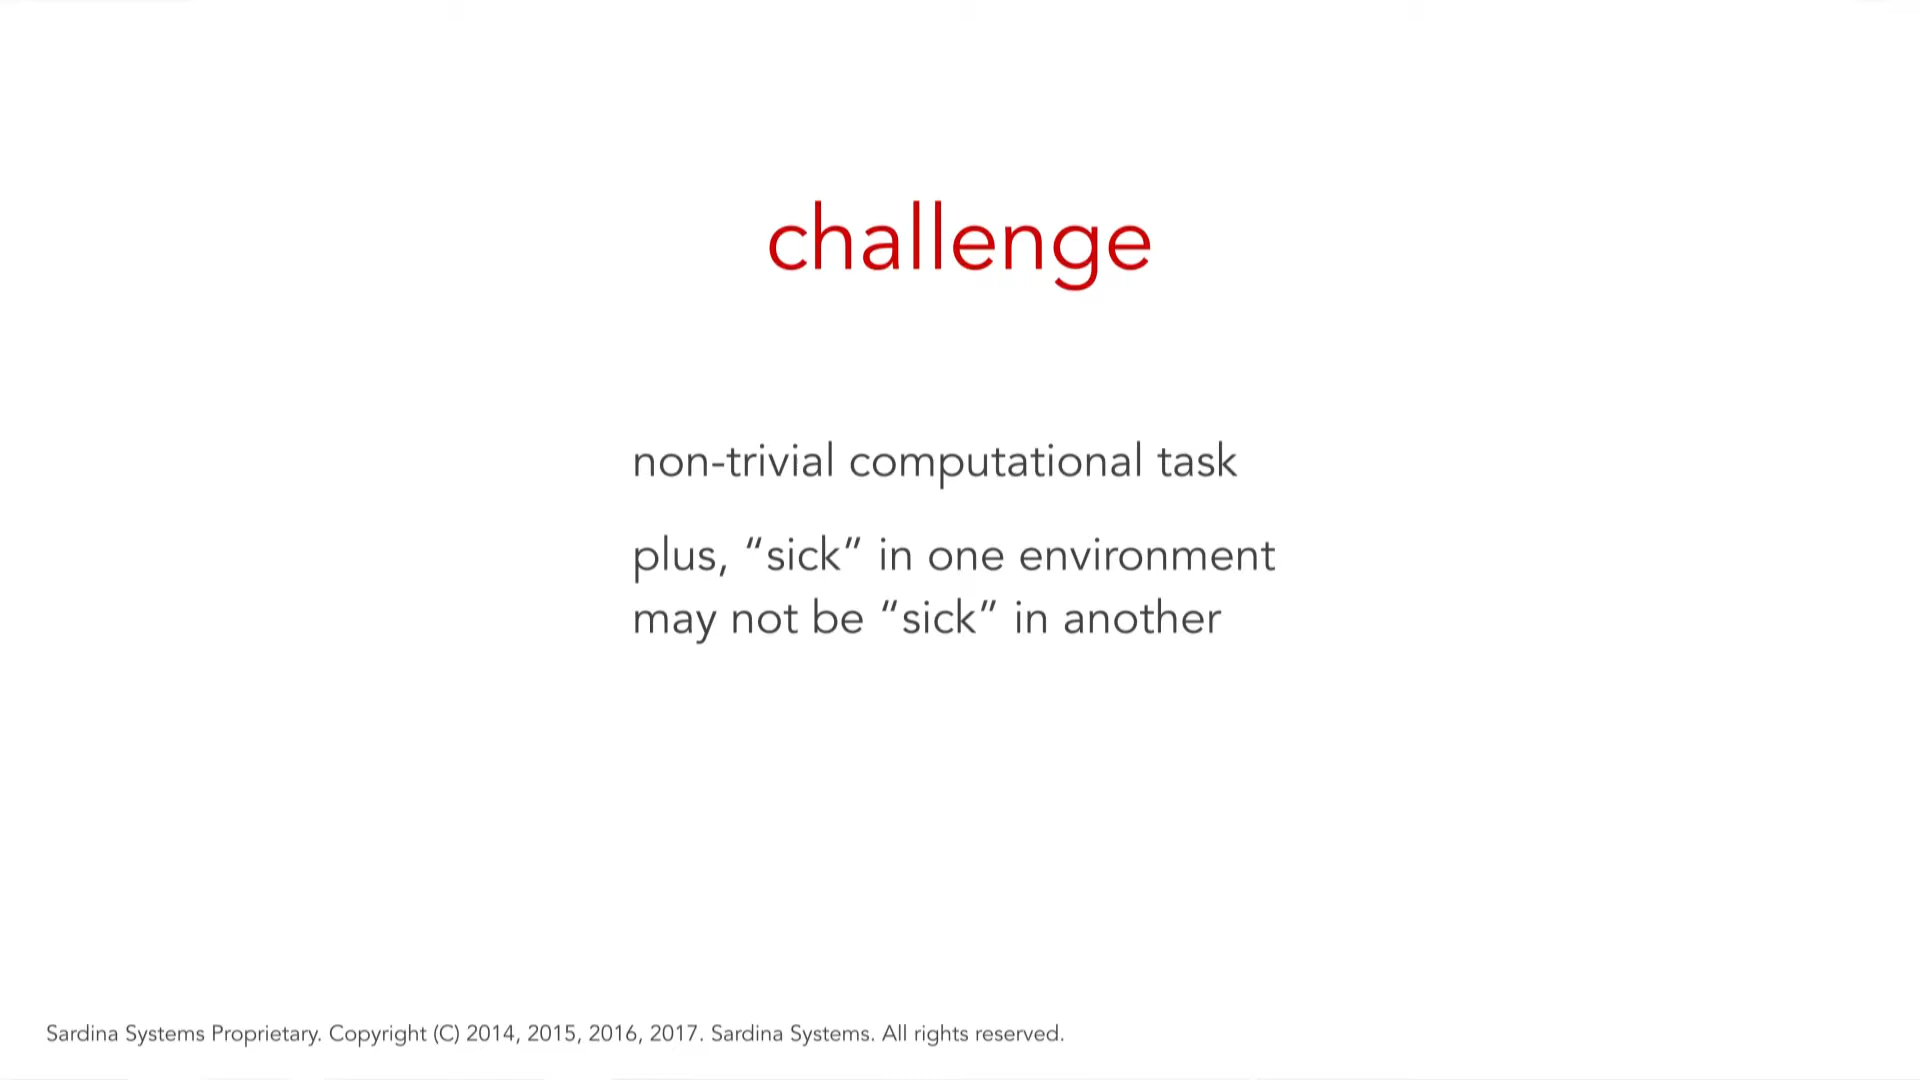 challenge
non-trivial computational task
plus, “sick” in one environment
may not be “sick” in another
Sardina Systems Proprietary. Copyright (C) 2014, 2015, 2016, 2017. Sardina Systems. All rights reserved.